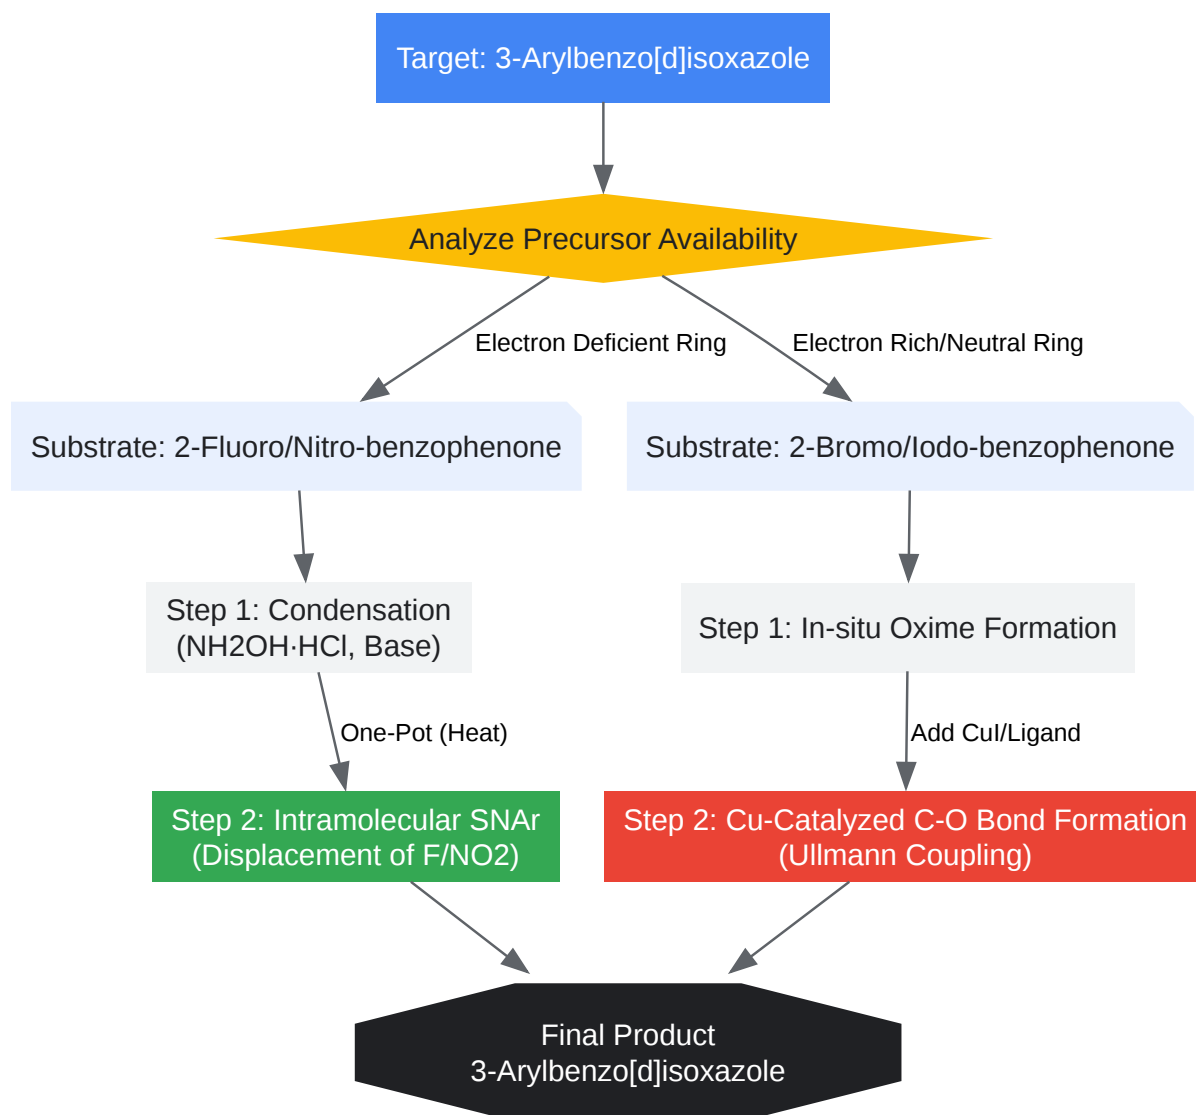 Target: 3-Arylbenzo[d]isoxazole
Analyze Precursor Availability
Electron Deficient Ring
Electron Rich/Neutral Ring
Substrate: 2-Fluoro/Nitro-benzophenone
Substrate: 2-Bromo/Iodo-benzophenone
Step 1: Condensation
(NH2OH·HCl, Base)
Step 1: In-situ Oxime Formation
One-Pot (Heat)
Add CuI/Ligand
Step 2: Intramolecular SNAr
(Displacement of F/NO2)
Step 2: Cu-Catalyzed C-O Bond Formation
(Ullmann Coupling)
Final Product
3-Arylbenzo[d]isoxazole